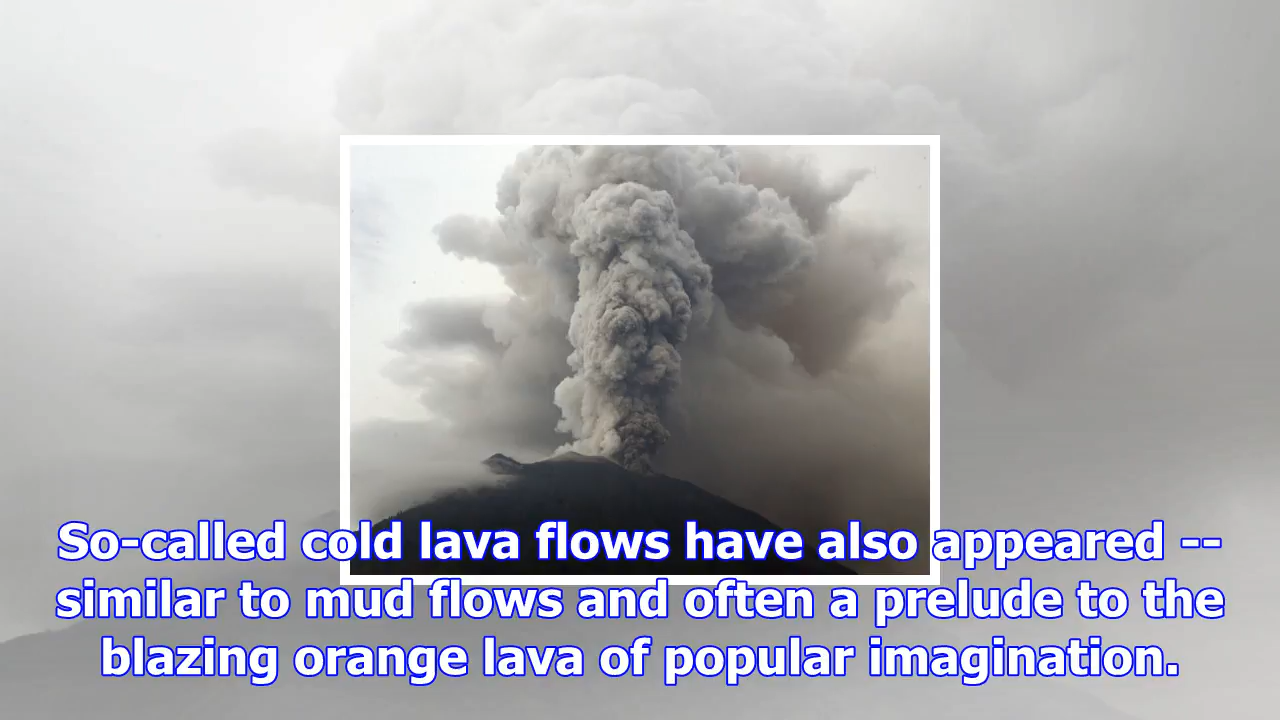 So-called cold lava flows have also appeared --
similar to mud flows and often a prelude to the
blazing orange lava of popular imagination.